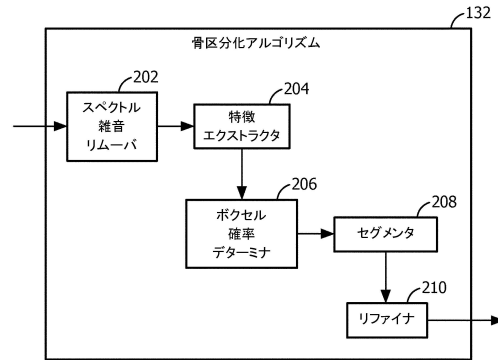 132
骨区分化アルゴリズム
202
スペクトル
雑音
リムーバ
204
特徴
エクストラクタ
206
ボクセル
確率
デターミナ
208
セグメンタ
210
リファイナ